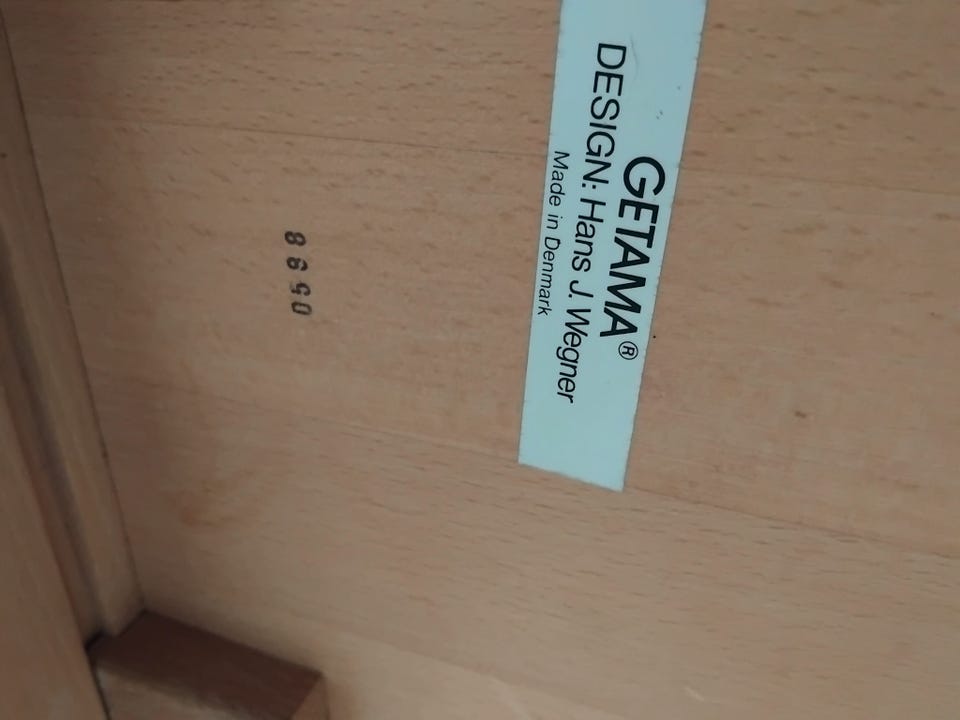 GETAMA®
DESIGN: Hans J. Wegner
Made in Denmark